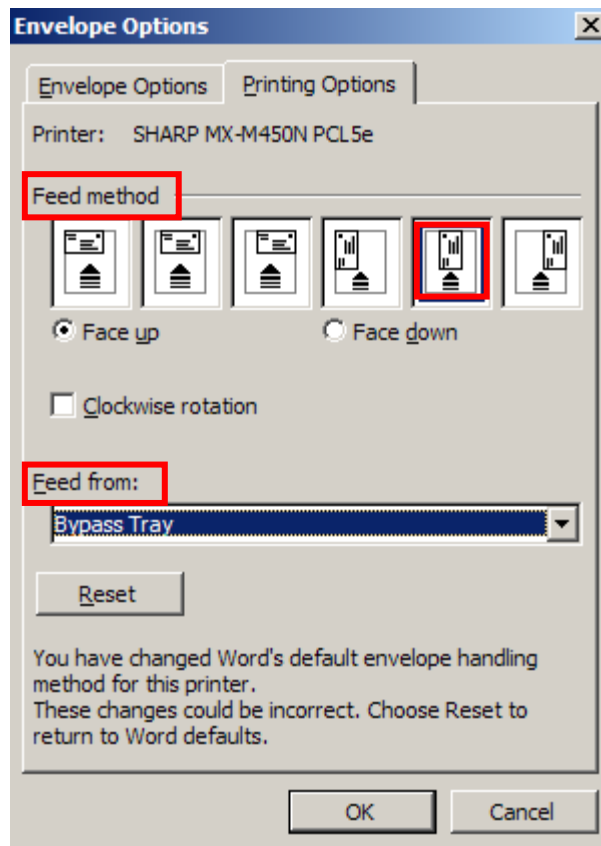 Envelope Options
Envelope Options Printing Options
Printer: SHARP MX-M450N PCL5e
Feed method
Face up Face down
Clockwise rotation
Feed from:
Bypass Tray
Reset
You have changed Word's default envelope handling
method for this printer.
These changes could be incorrect. Choose Reset to
return to Word defaults.
OK Cancel